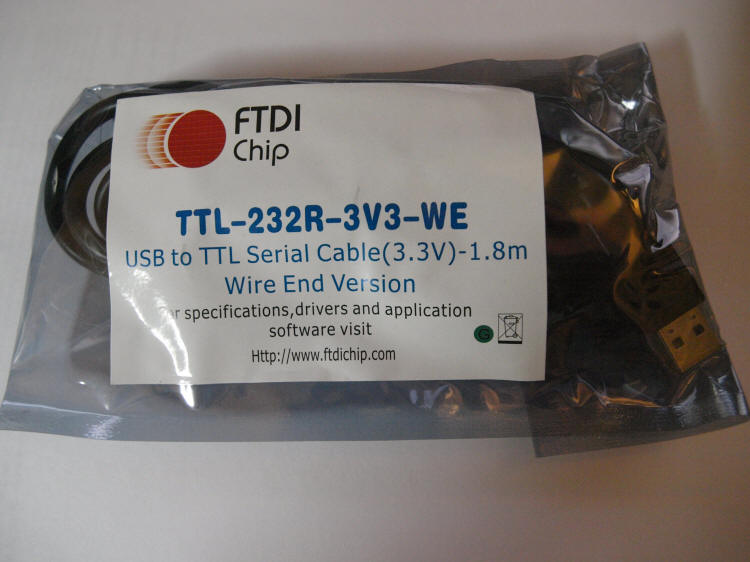 FTDI
Chip
TTL-232R-3V3-WE
USB to TTL Serial Cable(3.3V)-1.8m
Wire End Version
specifications,drivers and application
software visit
G
Http://www.ftdichip.com